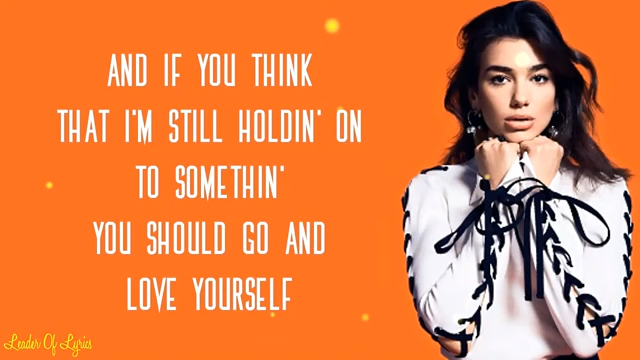 AND IF YOU THINK
THAT I'M STILL HOLDIN' ON
TO SOMETHIN'
YOU SHOULD GO AND
LOVE YOURSELF
Leader Of Lyrics